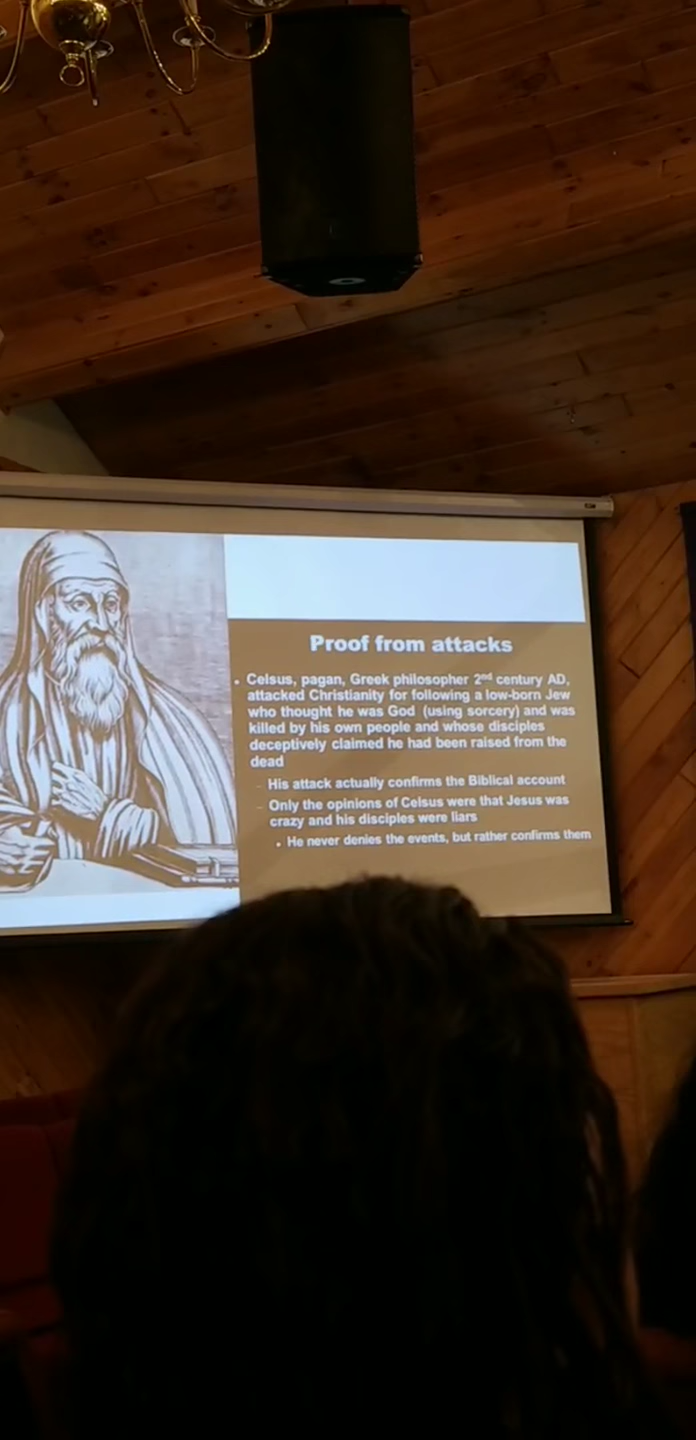 Proof from attacks
• Celsus, pagan, Greek philosopher 2nd century AD,
attacked Christianity for following a low-born Jew
who thought he was God (using sorcery) and was
killed by his own people and whose disciples
deceptively claimed he had been raised from the
dead
– His attack actually confirms the Biblical account
– Only the opinions of Celsus were that Jesus was
crazy and his disciples were liars
• He never denies the events, but rather confirms them